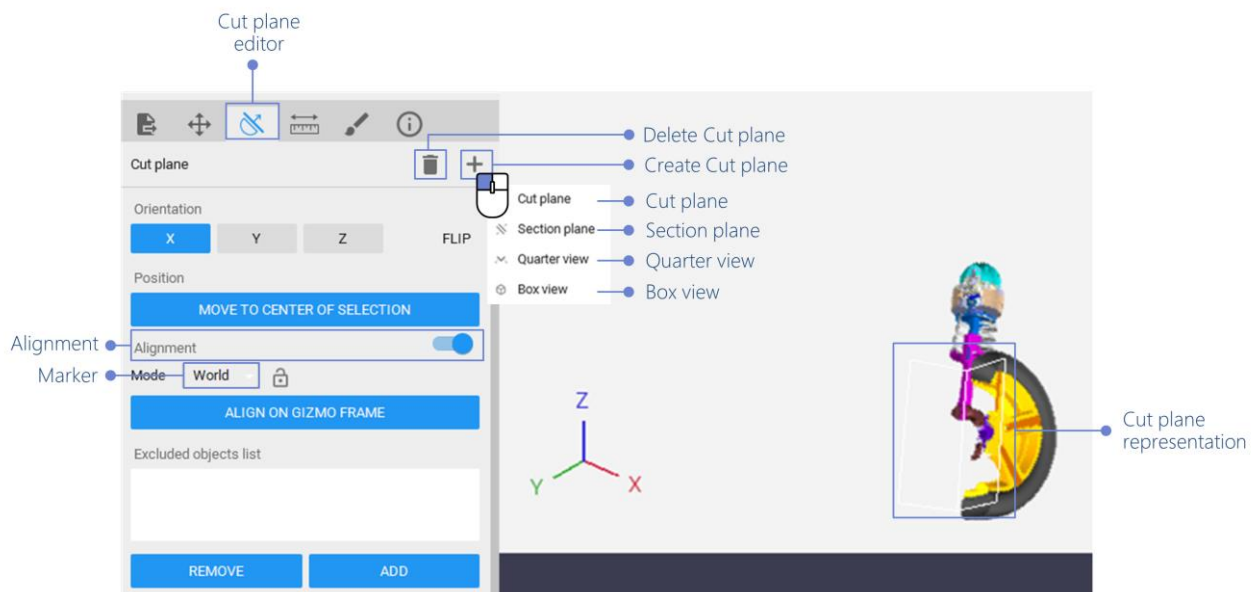 Cut plane
editor
Delete Cut plane
Create Cut plane
Cut plane
Cut plane
Cut plane
Orientation
X
Y
Z
FLIP
Section plane
Section plane
Quarter view
Quarter view
Box view
Box view
Position
MOVE TO CENTER OF SELECTION
Alignment
Alignment
Marker
Mode
World
ALIGN ON GIZMO FRAME
Excluded objects list
REMOVE
ADD
Z
Y
X
Cut plane
representation